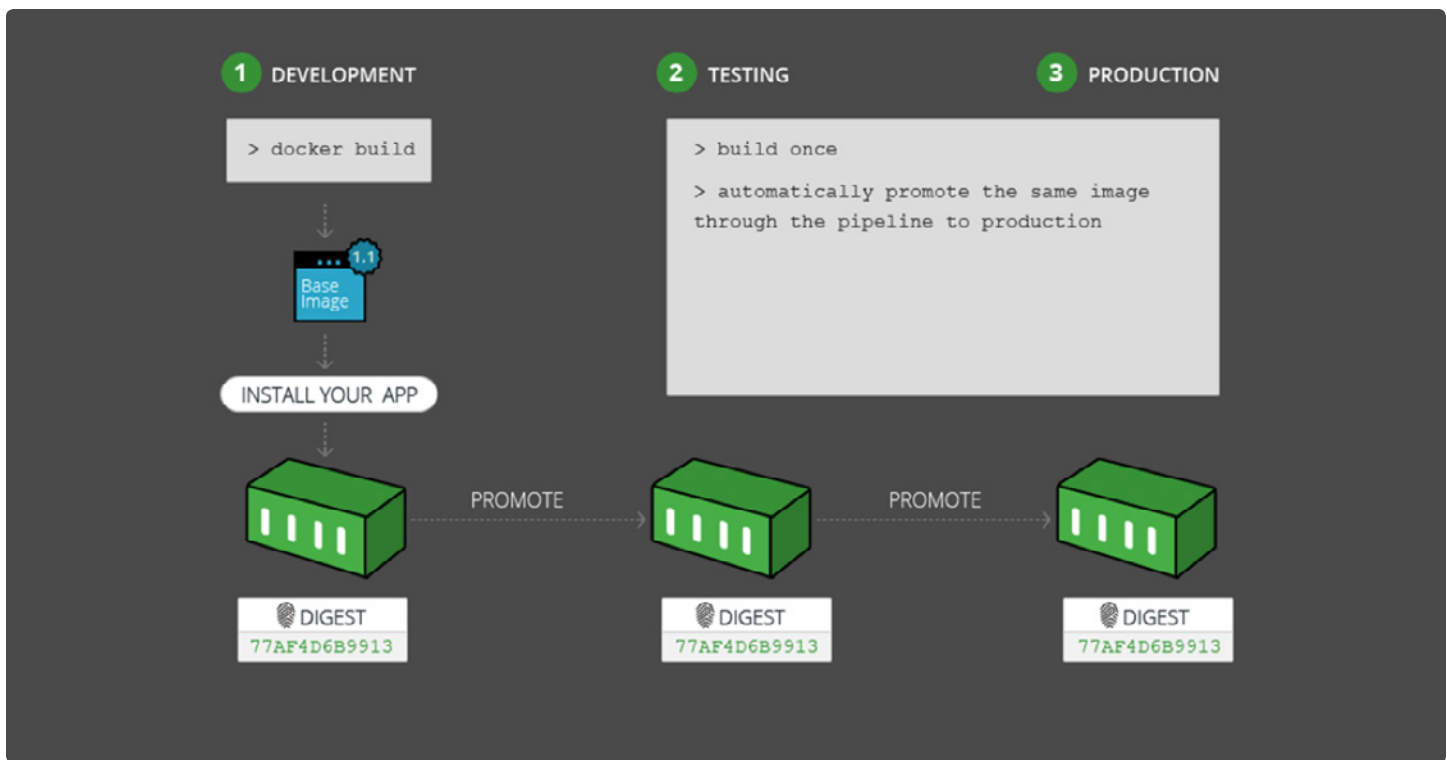 1 DEVELOPMENT
2 TESTING
3 PRODUCTION
> docker build
> build once
> automatically promote the same image
through the pipeline to production
1.1
Base
Image
INSTALL YOUR APP
PROMOTE
PROMOTE
DIGEST
77AF4D6B9913
DIGEST
77AF4D6B9913
DIGEST
77AF4D6B9913